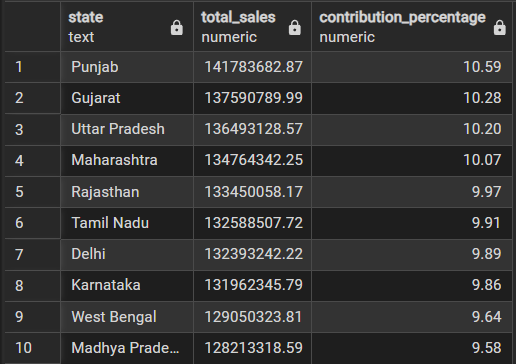 state total_sales contribution_percentage
text numeric numeric
1 Punjab 141783682.87 10.59
2 Gujarat 137590789.99 10.28
3 Uttar Pradesh 136493128.57 10.20
4 Maharashtra 134764342.25 10.07
5 Rajasthan 133450058.17 9.97
6 Tamil Nadu 132588507.72 9.91
7 Delhi 132393242.22 9.89
8 Karnataka 131962345.79 9.86
9 West Bengal 129050323.81 9.64
10 Madhya Prade... 128213318.59 9.58